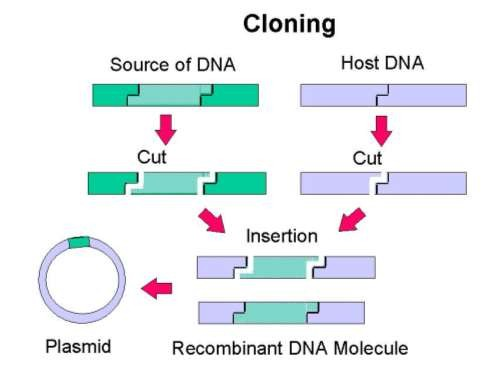 Cloning
Source of DNA
Host DNA
Cut
Cut
Insertion
Plasmid
Recombinant DNA Molecule